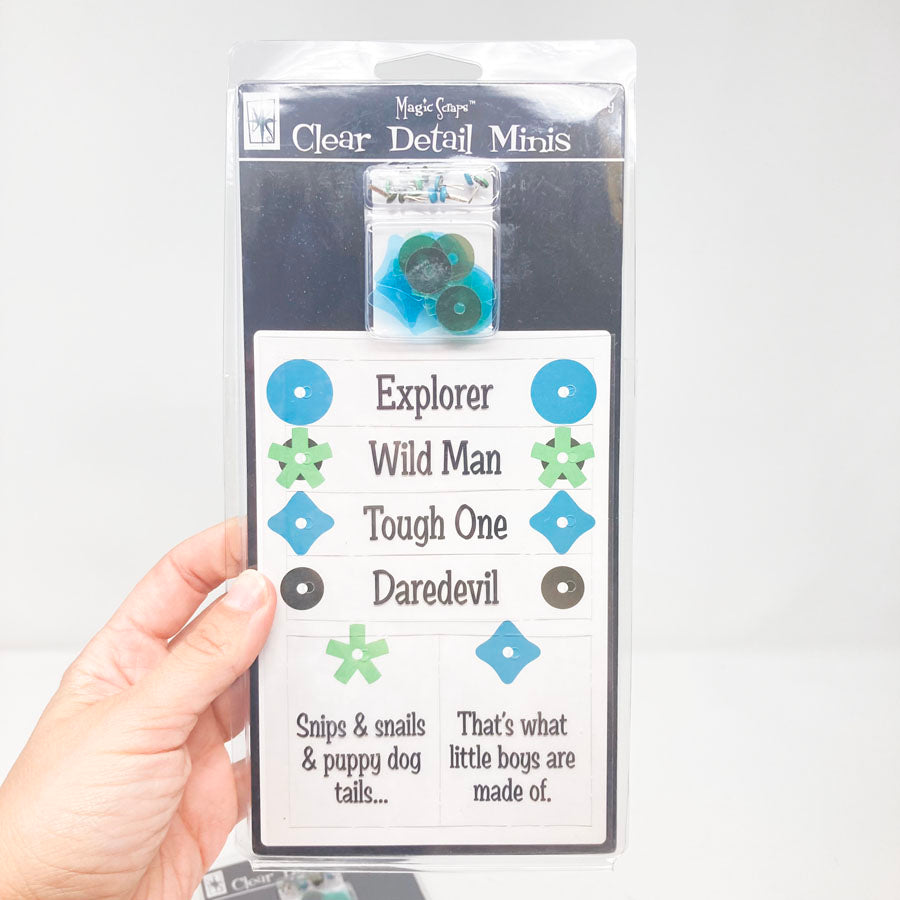 Magic Scraps™
Clear Detail Minis
Explorer
Wild Man
Tough One
Daredevil
Snips & snails
& puppy dog
tails...
That's what
little boys are
made of.
Clear